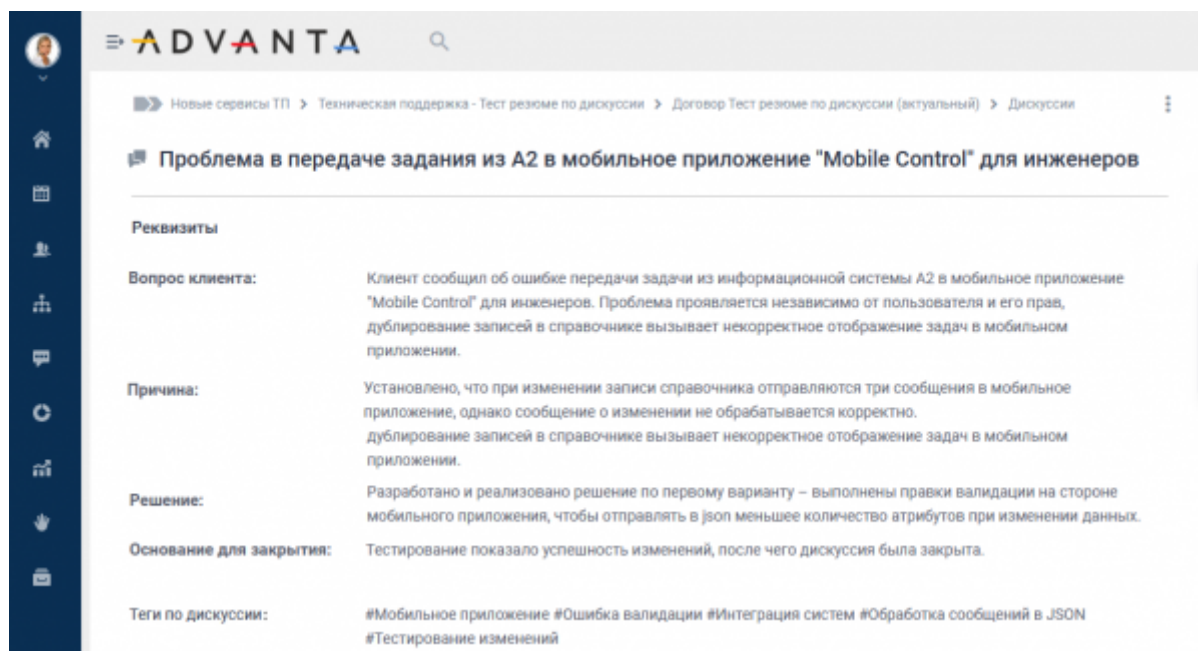 ADVANTA
Новые сервисы ТП > Техническая поддержка - Тест резюме по дискуссии > Договор Тест резюме по дискуссии (актуальный) > Дискуссии
Проблема в передаче задания из А2 в мобильное приложение "Mobile Control" для инженеров
Реквизиты
Вопрос клиента:
Клиент сообщил об ошибке передачи задачи из информационной системы А2 в мобильное приложение
"Mobile Control" для инженеров. Проблема проявляется независимо от пользователя и его прав,
дублирование записей в справочнике вызывает некорректное отображение задач в мобильном
приложении.
Причина:
Установлено, что при изменении записи справочника отправляются три сообщения в мобильное
приложение, однако сообщение о изменении не обрабатывается корректно.
дублирование записей в справочнике вызывает некорректное отображение задач в мобильном
приложении.
Решение:
Разработано и реализовано решение по первому варианту – выполнены правки валидации на стороне
мобильного приложения, чтобы отправлять в json меньшее количество атрибутов при изменении данных.
Основание для закрытия:
Тестирование показало успешность изменений, после чего дискуссия была закрыта.
Теги по дискуссии:
#Мобильное приложение #Ошибка валидации #Интеграция систем #Обработка сообщений в JSON
#Тестирование изменений